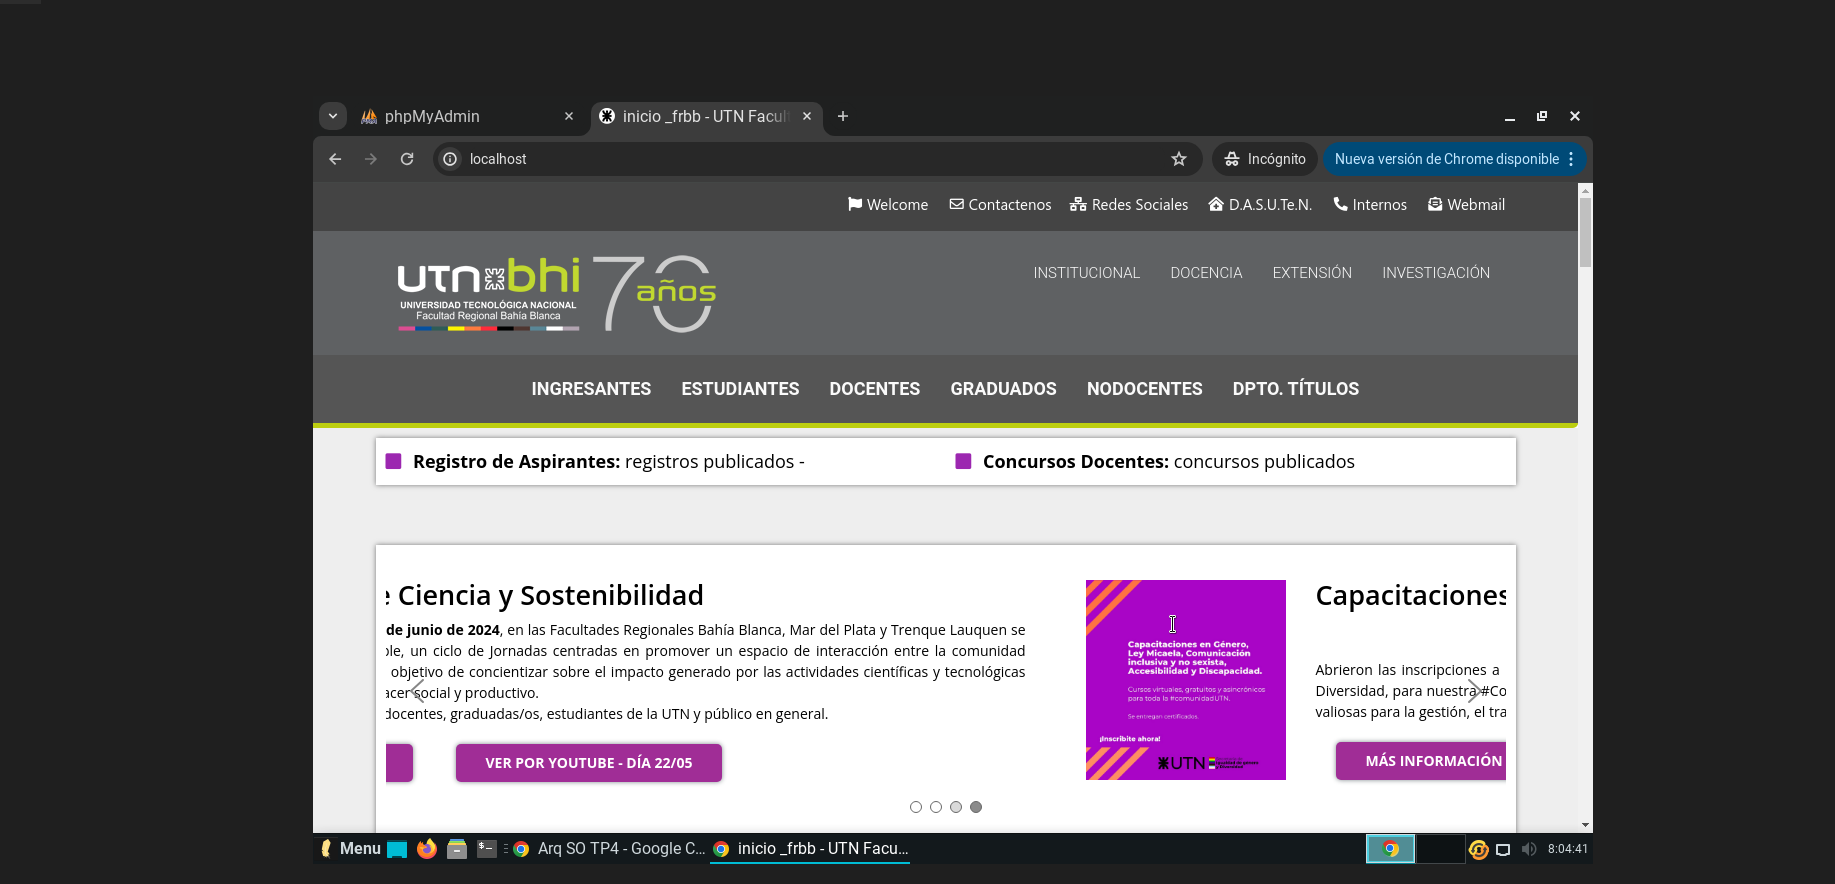 phpMyAdmin
inicio _frbb - UTN Facult
localhost
Incógnito
Nueva versión de Chrome disponible
Welcome
Contactenos
Redes Sociales
D.A.S.U.Te.N.
Internos
Webmail
utn bhi
70 años
UNIVERSIDAD TECNOLÓGICA NACIONAL
Facultad Regional Bahía Blanca
INSTITUCIONAL
DOCENCIA
EXTENSIÓN
INVESTIGACIÓN
INGRESANTES
ESTUDIANTES
DOCENTES
GRADUADOS
NODOCENTES
DPTO. TÍTULOS
Registro de Aspirantes: registros publicados -
Concursos Docentes: concursos publicados
e Ciencia y Sostenibilidad
de junio de 2024, en las Facultades Regionales Bahía Blanca, Mar del Plata y Trenque Lauquen se
ple, un ciclo de Jornadas centradas en promover un espacio de interacción entre la comunidad
objetivo de concientizar sobre el impacto generado por las actividades científicas y tecnológicas
acer social y productivo.
docentes, graduadas/os, estudiantes de la UTN y público en general.
VER POR YOUTUBE - DÍA 22/05
Capacitaciones en Género,
Ley Micaela, Comunicación
inclusiva y no sexista,
Accesibilidad y Discapacidad.
Cursos virtuales, gratuitos y asincrónicos
para toda la #comunidadUTN.
Se entregan certificados.
¡Inscribite ahora!
UTN
Capacitaciones
Abrieron las inscripciones a
Diversidad, para nuestra #Co
valiosas para la gestión, el tra
MÁS INFORMACIÓN
Menu
Arq SO TP4 - Google C...
inicio _frbb - UTN Facu...
8:04:41